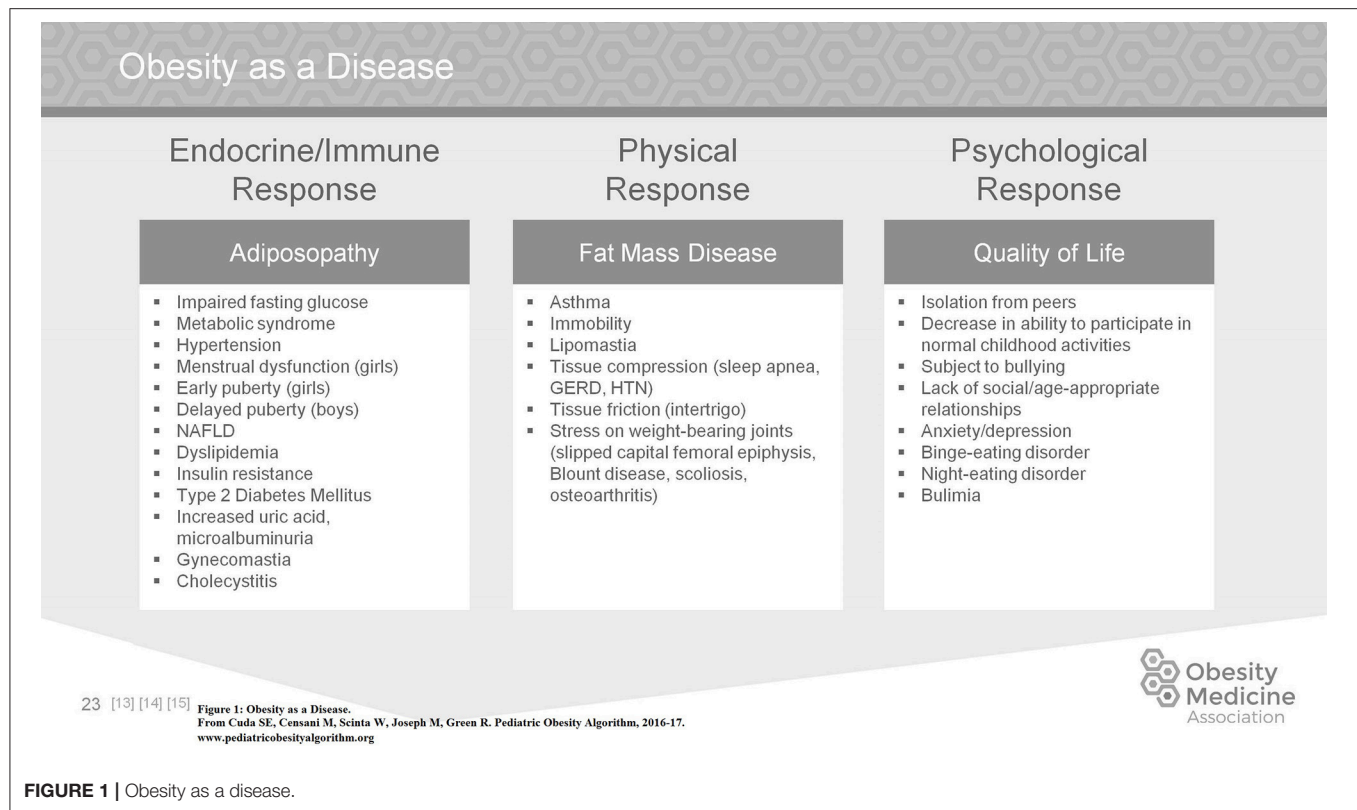 Obesity as a Disease
Endocrine/Immune
Response
Adiposopathy
▪ Impaired fasting glucose
▪ Metabolic syndrome
▪ Hypertension
▪ Menstrual dysfunction (girls)
▪ Early puberty (girls)
▪ Delayed puberty (boys)
▪ NAFLD
▪ Dyslipidemia
▪ Insulin resistance
▪ Type 2 Diabetes Mellitus
▪ Increased uric acid,
microalbuminuria
▪ Gynecomastia
▪ Cholecystitis
Physical
Response
Fat Mass Disease
▪ Asthma
▪ Immobility
▪ Lipomastia
▪ Tissue compression (sleep apnea,
GERD, HTN)
▪ Tissue friction (intertrigo)
▪ Stress on weight-bearing joints
(slipped capital femoral epiphysis,
Blount disease, scoliosis,
osteoarthritis)
Psychological
Response
Quality of Life
▪ Isolation from peers
▪ Decrease in ability to participate in
normal childhood activities
▪ Subject to bullying
▪ Lack of social/age-appropriate
relationships
▪ Anxiety/depression
▪ Binge-eating disorder
▪ Night-eating disorder
▪ Bulimia
23 [13] [14] [15]
Figure 1: Obesity as a Disease.
From Cuda SE, Censani M, Scinta W, Joseph M, Green R. Pediatric Obesity Algorithm, 2016-17.
www.pediatricobesityalgorithm.org
Obesity
Medicine
Association
FIGURE 1 | Obesity as a disease.